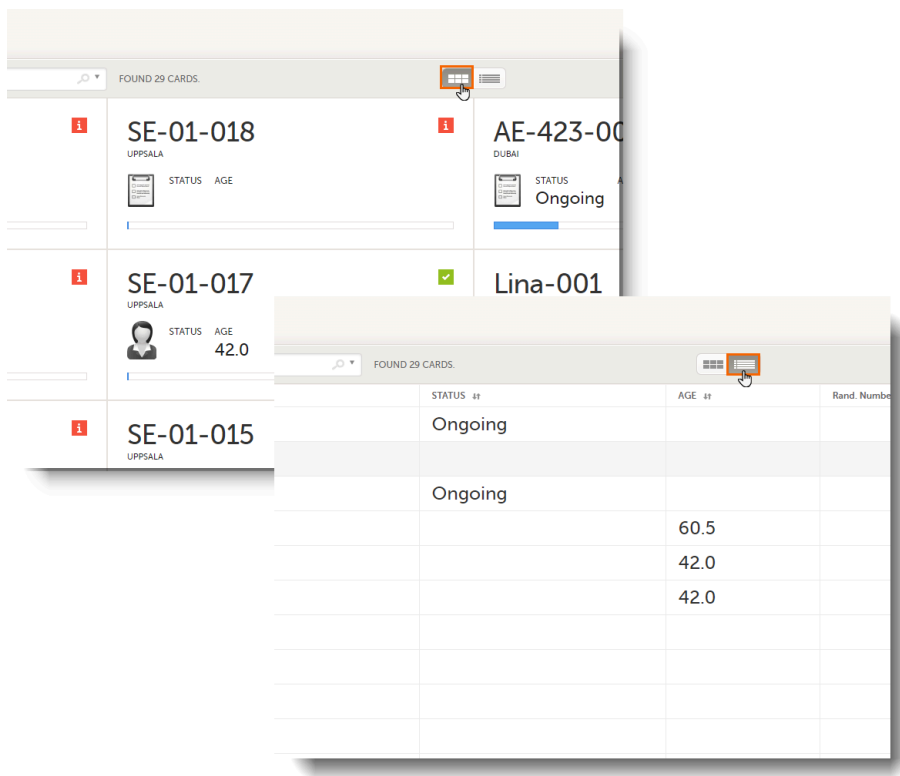 FOUND 29 CARDS.
SE-01-018
UPPSALA
STATUS AGE
AE-423-00
DUBAI
STATUS
Ongoing
SE-01-017
UPPSALA
STATUS AGE
42.0
Lina-001
SE-01-015
UPPSALA
FOUND 29 CARDS.
STATUS AGE Rand. Numbe
Ongoing
Ongoing
60.5
42.0
42.0